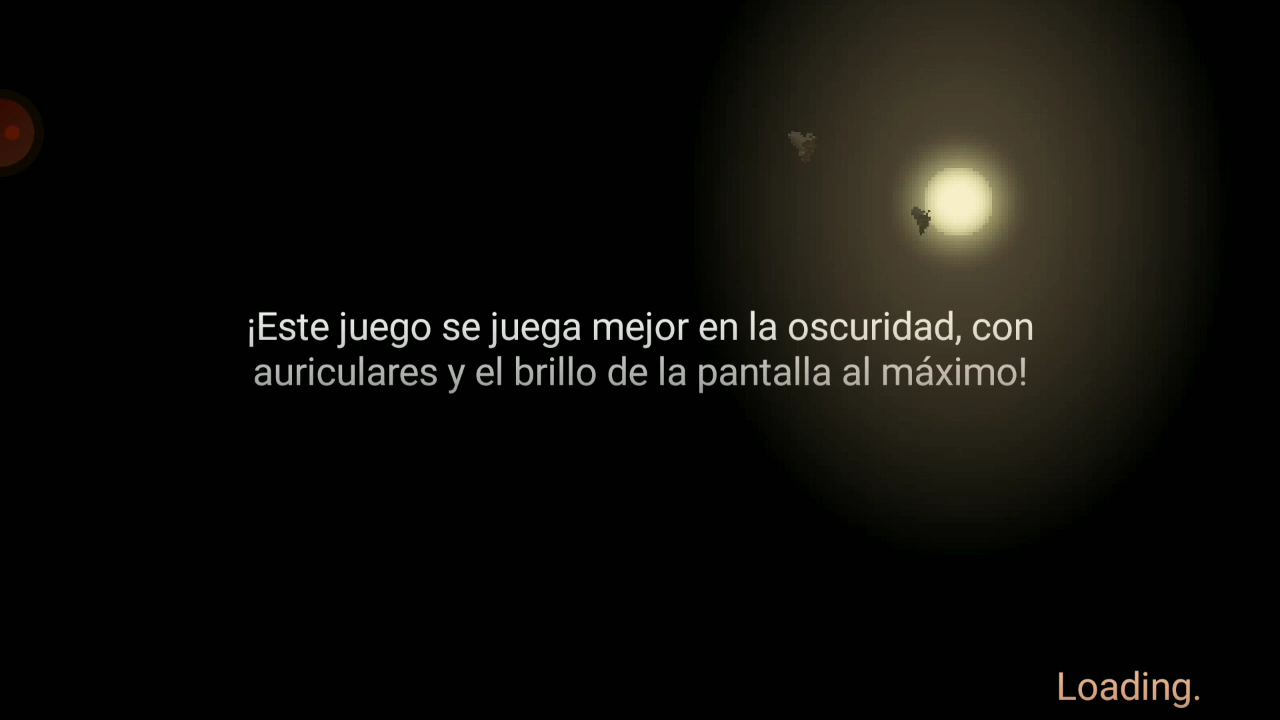 ¡Este juego se juega mejor en la oscuridad, con
auriculares y el brillo de la pantalla al máximo!
Loading.